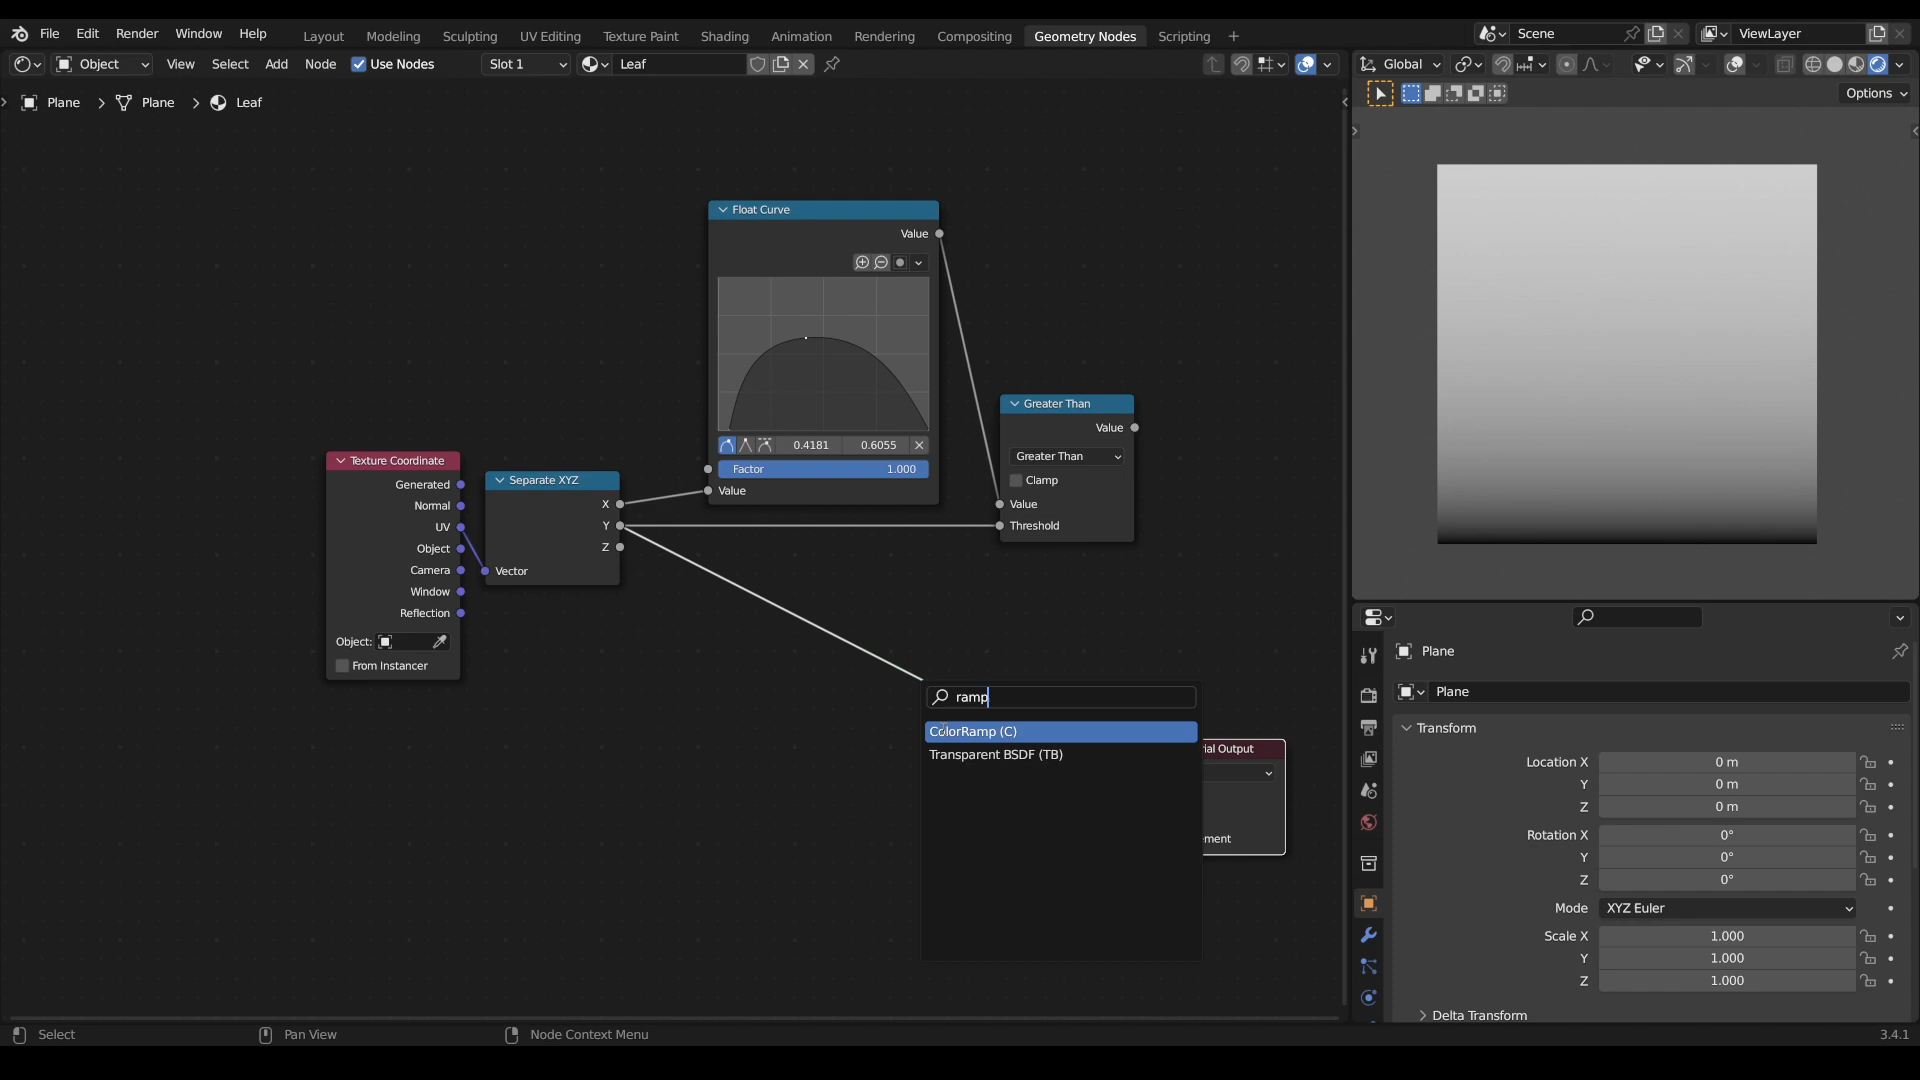 File Edit Render Window Help Layout Modeling Sculpting UV Editing Texture Paint Shading Animation Rendering Compositing Geometry Nodes Scripting + Scene ViewLayer
Object View Select Add Node Use Nodes Slot 1 Leaf Global
Options
Plane > Plane > Leaf
Float Curve
Value
0.4181 0.6055
Factor 1.000
Value
Greater Than
Value
Greater Than
Clamp
Value
Threshold
Texture Coordinate
Generated
Normal
UV
Object
Camera
Window
Reflection
Object:
From Instancer
Separate XYZ
X
Y
Z
Vector
ramp
ColorRamp (C)
Transparent BSDF (TB)
ial Output
ment
Plane
Plane
Transform
Location X 0 m
Y 0 m
Z 0 m
Rotation X 0°
Y 0°
Z 0°
Mode XYZ Euler
Scale X 1.000
Y 1.000
Z 1.000
Delta Transform
Select Pan View Node Context Menu 3.4.1